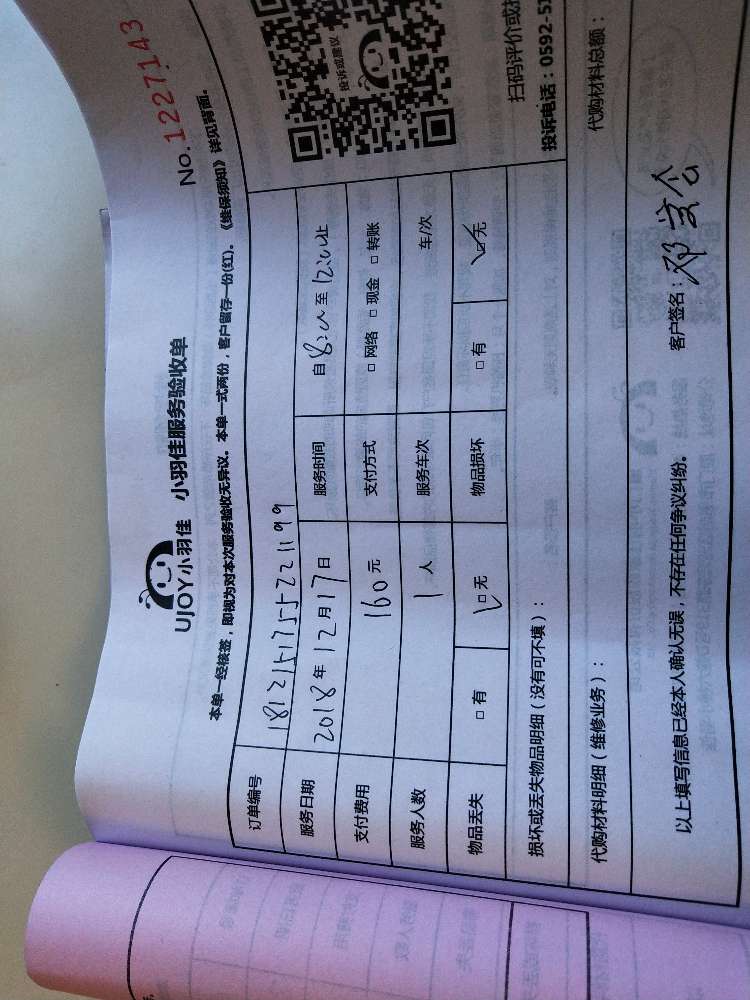 No.1227143
UJOY小羽佳 小羽佳服务验收单
本单一经核签，即视为对本次服务验收无异议。本单一式两份，客户留存一份(红)。《维保须知》详见背面。
订单编号 1812151755221199
服务日期 2018年12月17日 服务时间 自8:00至12:00止
支付费用 160元 支付方式 □网络 □现金 □转账
服务人数 1人 服务车次 车/次
物品丢失 □有 □无 物品损坏 □有 □无
投诉或建议
扫码评价或
投诉电话：0592-5
损坏或丢失物品明细（没有可不填）：
代购材料明细（维修业务）： 代购材料总额：
以上填写信息已经本人确认无误，不存在任何争议纠纷。 客户签名：